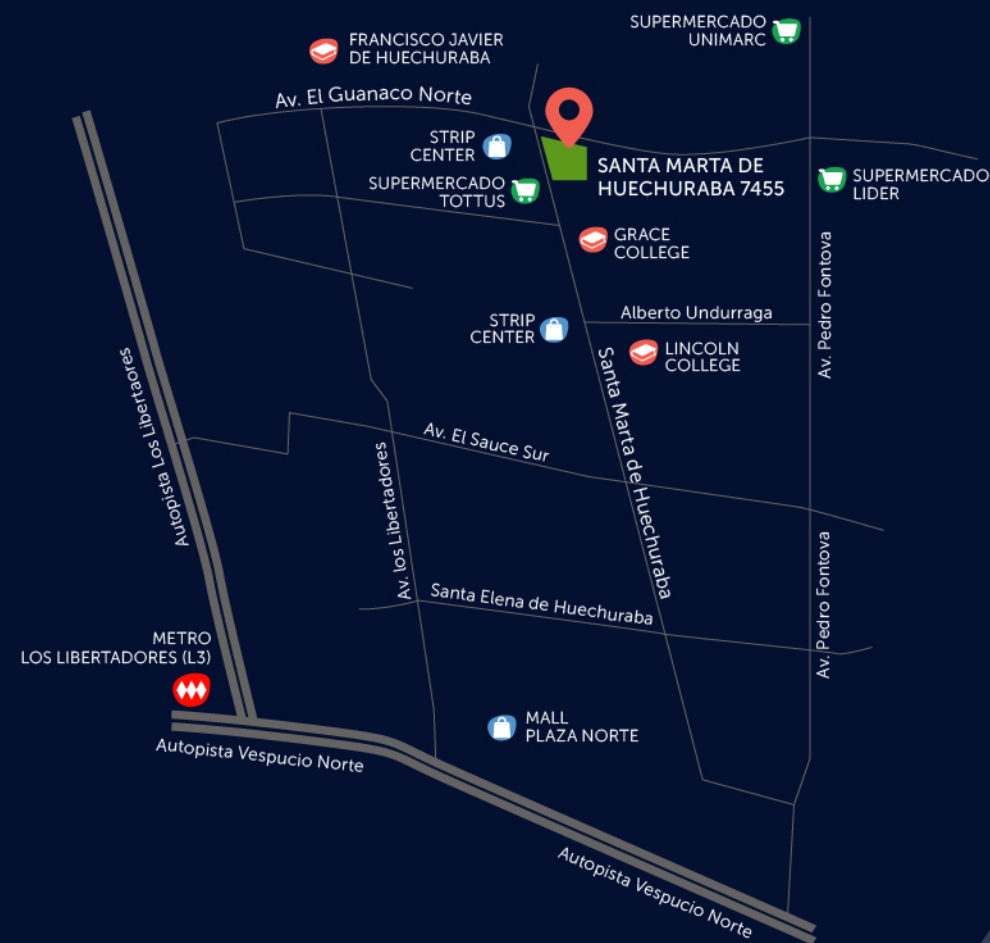 SUPERMERCADO
UNIMARC
FRANCISCO JAVIER
DE HUECHURABA
Av. El Guanaco Norte
STRIP
CENTER
SANTA MARTA DE
HUECHURABA 7455
SUPERMERCADO
LIDER
SUPERMERCADO
TOTTUS
GRACE
COLLEGE
Av. Pedro Fontova
Alberto Undurraga
STRIP
CENTER
LINCOLN
COLLEGE
Autopista Los Libertaores
Santa Marta de Huechuraba
Av. El Sauce Sur
Av. los Libertadores
Av. Pedro Fontova
Santa Elena de Huechuraba
METRO
LOS LIBERTADORES (L3)
MALL
PLAZA NORTE
Autopista Vespucio Norte
Autopista Vespucio Norte